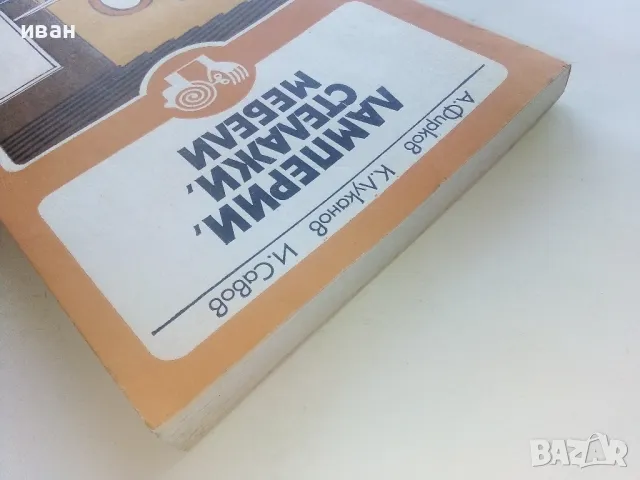 иван
А. Фирков К. Луканов И. Савов
ЛАМПЕРИИ,
СТЕЛАЖИ,
МЕБЕЛИ
BAZAR